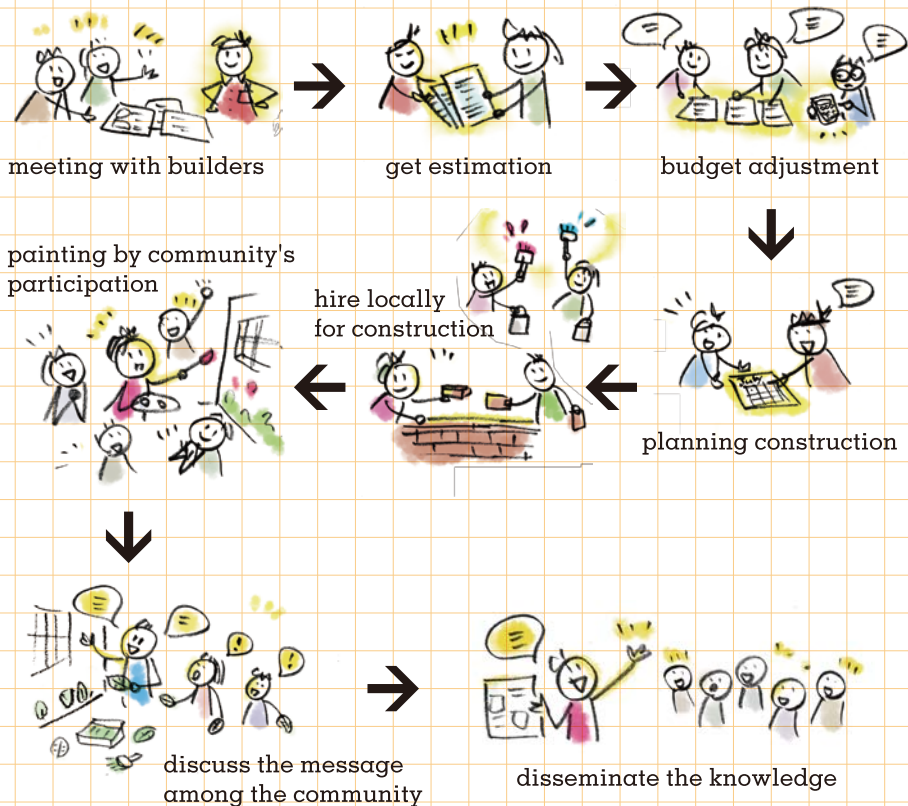 meeting with builders
get estimation
budget adjustment
planning construction
hire locally
for construction
painting by community's
participation
discuss the message
among the community
disseminate the knowledge